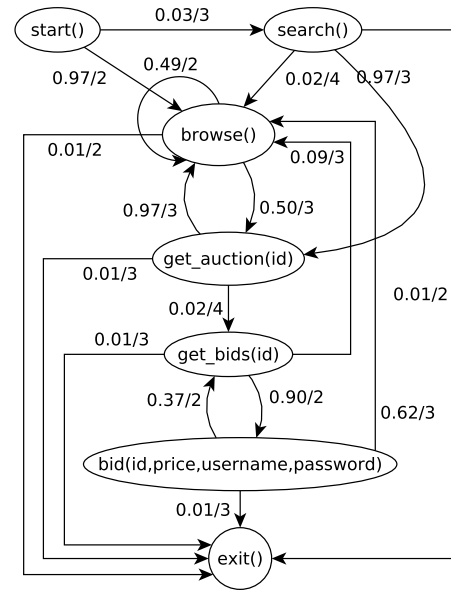 start()
0.03/3
search()
0.97/2
0.49/2
0.02/4
0.97/3
browse()
0.01/2
0.09/3
0.97/3
0.50/3
get_auction(id)
0.01/3
0.02/4
0.01/2
0.01/3
get_bids(id)
0.37/2
0.90/2
0.62/3
bid(id,price,username,password)
0.01/3
exit()